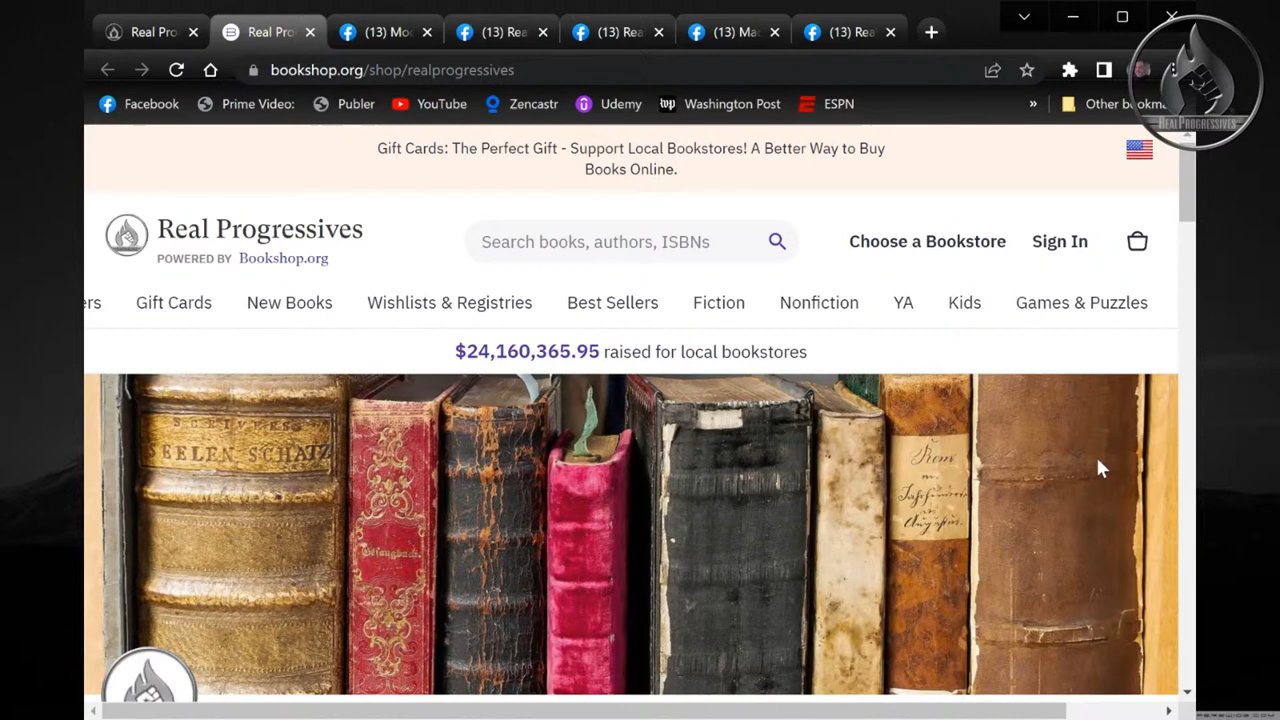 Real Pro
Real Pro
(13) Mo
(13) Rea
(13) Rea
(13) Ma
(13) Rea
bookshop.org/shop/realprogressives
Facebook
Prime Video:
Publer
YouTube
Zencastr
Udemy
Washington Post
ESPN
»
Other bookma
REALPROGRESSIVES
Gift Cards: The Perfect Gift - Support Local Bookstores! A Better Way to Buy
Books Online.
Real Progressives
POWERED BY Bookshop.org
Search books, authors, ISBNs
Choose a Bookstore
Sign In
ers
Gift Cards
New Books
Wishlists & Registries
Best Sellers
Fiction
Nonfiction
YA
Kids
Games & Puzzles
$24,160,365.95 raised for local bookstores
SCRIVERS
SEELEN SCHATZ
Gesangbuch.